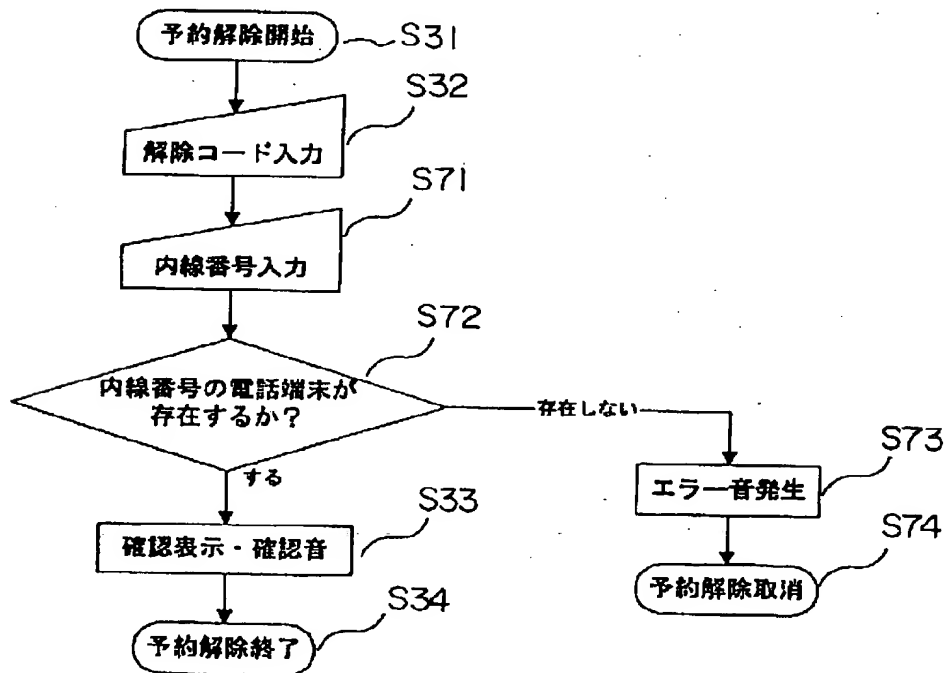 予約解除開始
S31
S32
解除コード入力
S71
内線番号入力
S72
内線番号の電話端末が
存在するか？
存在しない
する
S73
エラー音発生
S33
確認表示・確認音
S74
予約解除取消
S34
予約解除終了